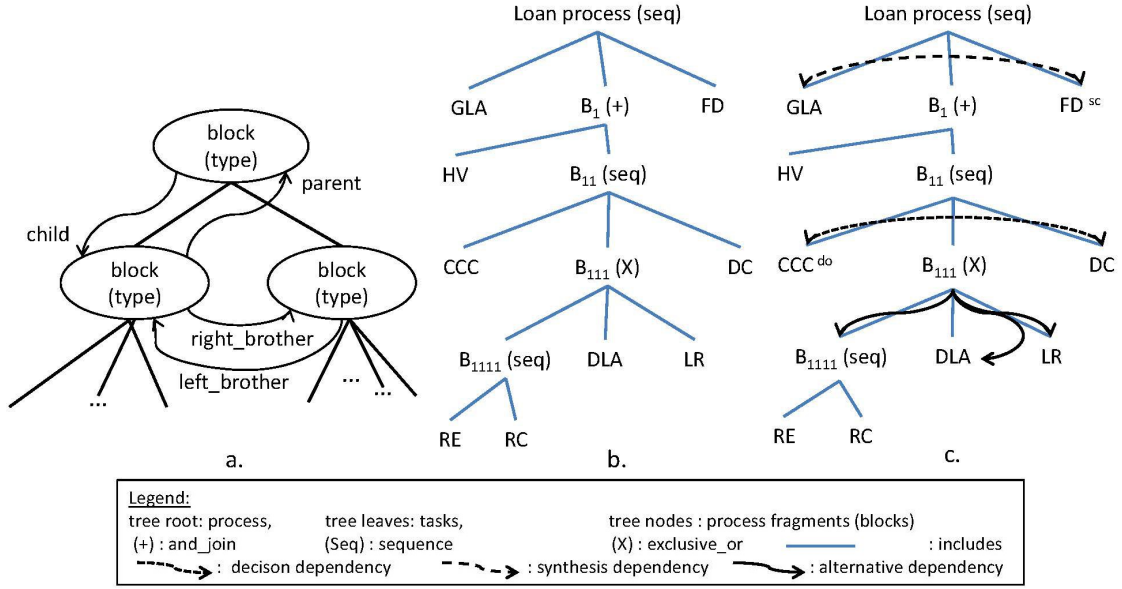 block
(type)
parent
child
block
(type)
block
(type)
right_brother
left_brother
...
...
...
a.
Loan process (seq)
GLA
B1 (+)
FD
HV
B11 (seq)
CCC
B111 (X)
DC
B1111 (seq)
DLA
LR
RE
RC
b.
Loan process (seq)
GLA
B1 (+)
FD sc
HV
B11 (seq)
CCC do
B111 (X)
DC
B1111 (seq)
DLA
LR
RE
RC
c.
Legend:
tree root: process, tree leaves: tasks, tree nodes : process fragments (blocks)
(+) : and_join (Seq) : sequence (X) : exclusive_or : includes
: decison dependency : synthesis dependency : alternative dependency